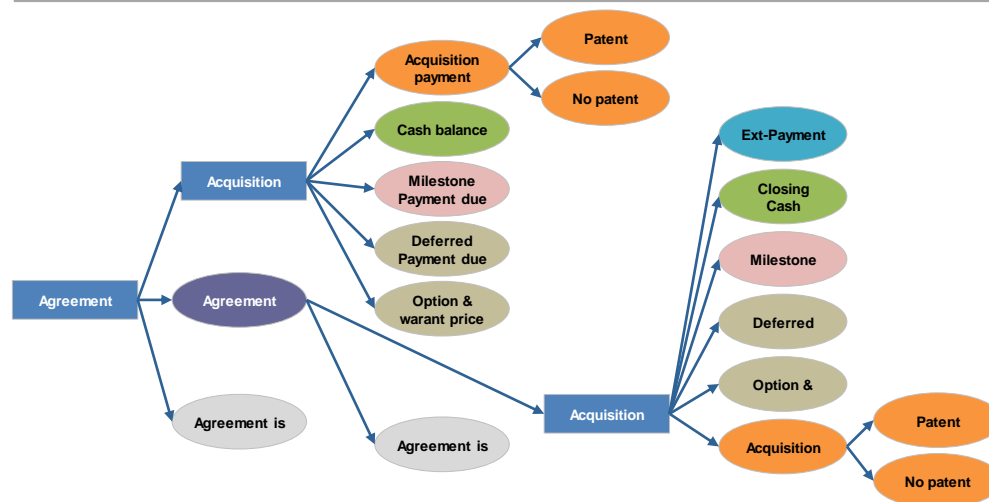 Acquisition
payment
Patent
No patent
Cash balance
Acquisition
Milestone
Payment due
Deferred
Payment due
Option &
warant price
Agreement
Agreement
Agreement is
Agreement is
Acquisition
Ext-Payment
Closing
Cash
Milestone
Deferred
Option &
Acquisition
Patent
No patent